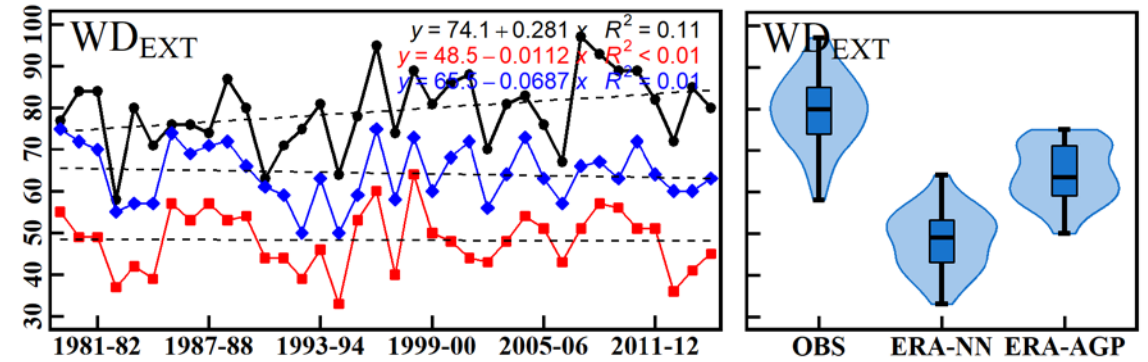 WD_EXT
y = 74.1 + 0.281 x R² = 0.11
y = 48.5 − 0.0112 x R² < 0.01
y = 65.5 − 0.0687 x R² = 0.01
100
90
80
70
60
50
40
30
1981-82 1987-88 1993-94 1999-00 2005-06 2011-12
WD_EXT
OBS ERA-NN ERA-AGP